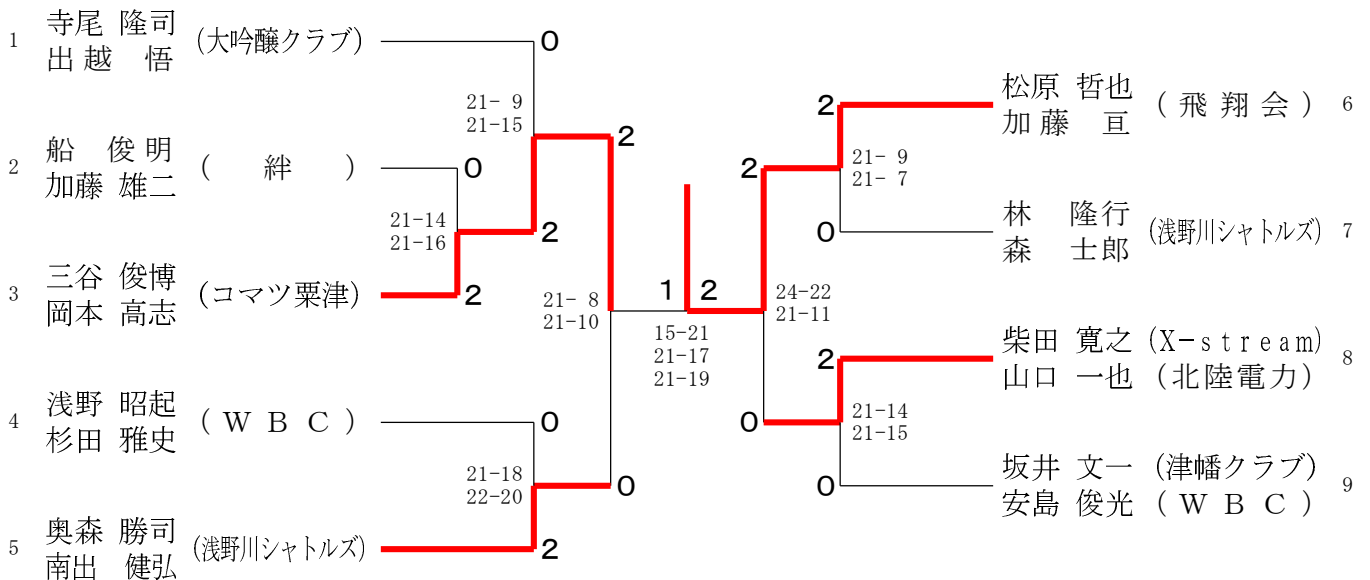 1 寺尾 隆司 (大吟醸クラブ) 0
出越 悟
21- 9
21-15
2 船 俊明 ( 絆 ) 0
加藤 雄二
2
21-14
21-16
2
3 三谷 俊博 (コマツ粟津) 2
岡本 高志
21- 8
21-10
4 浅野 昭起 (ＷＢＣ) 0
杉田 雅史
21-18
22-20
0
5 奥森 勝司 (浅野川シャトルズ) 2
南出 健弘
1 2
15-21
21-17
21-19
2 松原 哲也 (飛翔会) 6
加藤 亘
2
21- 9
21- 7
0 林 隆行 (浅野川シャトルズ) 7
森 士郎
24-22
21-11
2 柴田 寛之 (X-stream) 8
山口 一也 (北陸電力)
0
21-14
21-15
0 坂井 文一 (津幡クラブ) 9
安島 俊光 (ＷＢＣ)